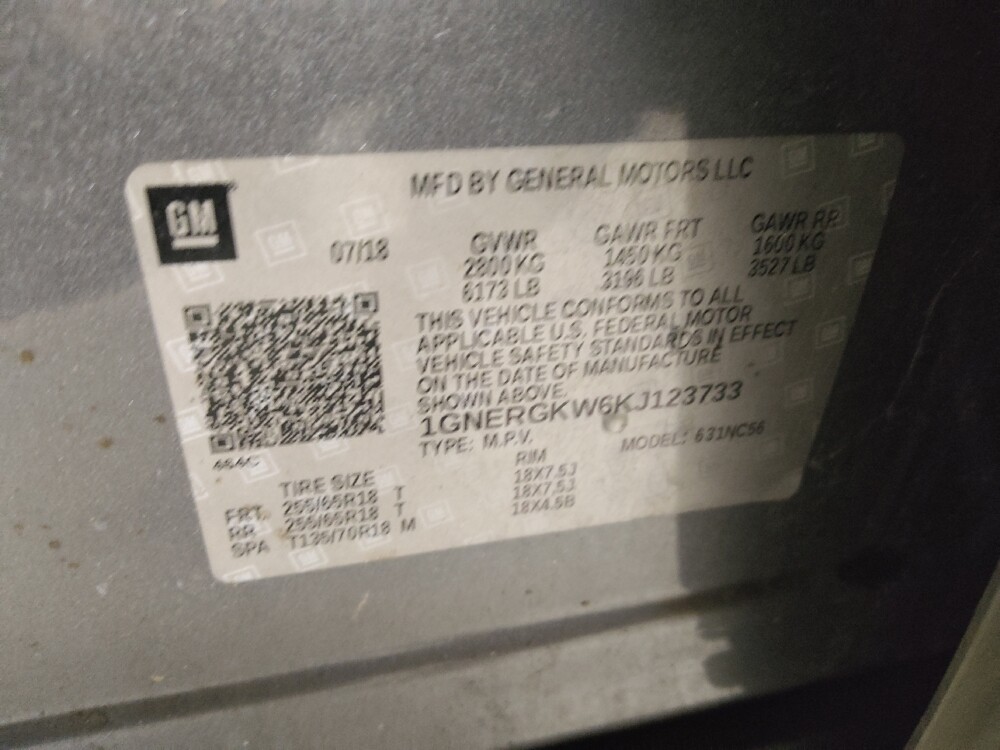 GM
MFD BY GENERAL MOTORS LLC
07/18
GVWR GAWR FRT GAWR RR
2800 KG 1450 KG 1600 KG
6173 LB 3196 LB 3527 LB
THIS VEHICLE CONFORMS TO ALL
APPLICABLE U.S. FEDERAL MOTOR
VEHICLE SAFETY STANDARDS IN EFFECT
ON THE DATE OF MANUFACTURE
SHOWN ABOVE.
1GNERGKW6KJ123733
TYPE: M.P.V. MODEL: 631NC56
464C
TIRE SIZE RIM
FRT. 255/65R18 T 18X7.5J
RR. 255/65R18 T 18X7.5J
SPA T135/70R18 M 18X4.5B